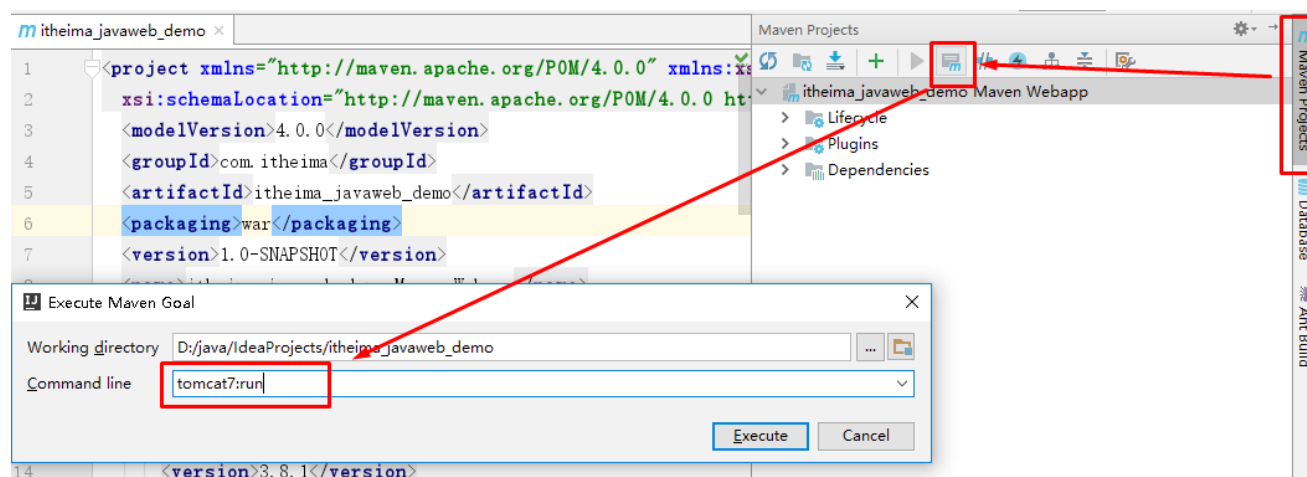 itheima_javaweb_demo
1 <project xmlns="http://maven.apache.org/POM/4.0.0" xmlns:xs
2 xsi:schemaLocation="http://maven.apache.org/POM/4.0.0 ht
3 <modelVersion>4.0.0</modelVersion>
4 <groupId>com.itheima</groupId>
5 <artifactId>itheima_javaweb_demo</artifactId>
6 <packaging>war</packaging>
7 <version>1.0-SNAPSHOT</version>
Maven Projects
itheima_javaweb_demo Maven Webapp
Lifecycle
Plugins
Dependencies
Maven Projects
Database
Ant Build
Execute Maven Goal
Working directory D:/java/IdeaProjects/itheima_javaweb_demo ...
Command line tomcat7:run
Execute Cancel
14 <version>3.8.1</version>